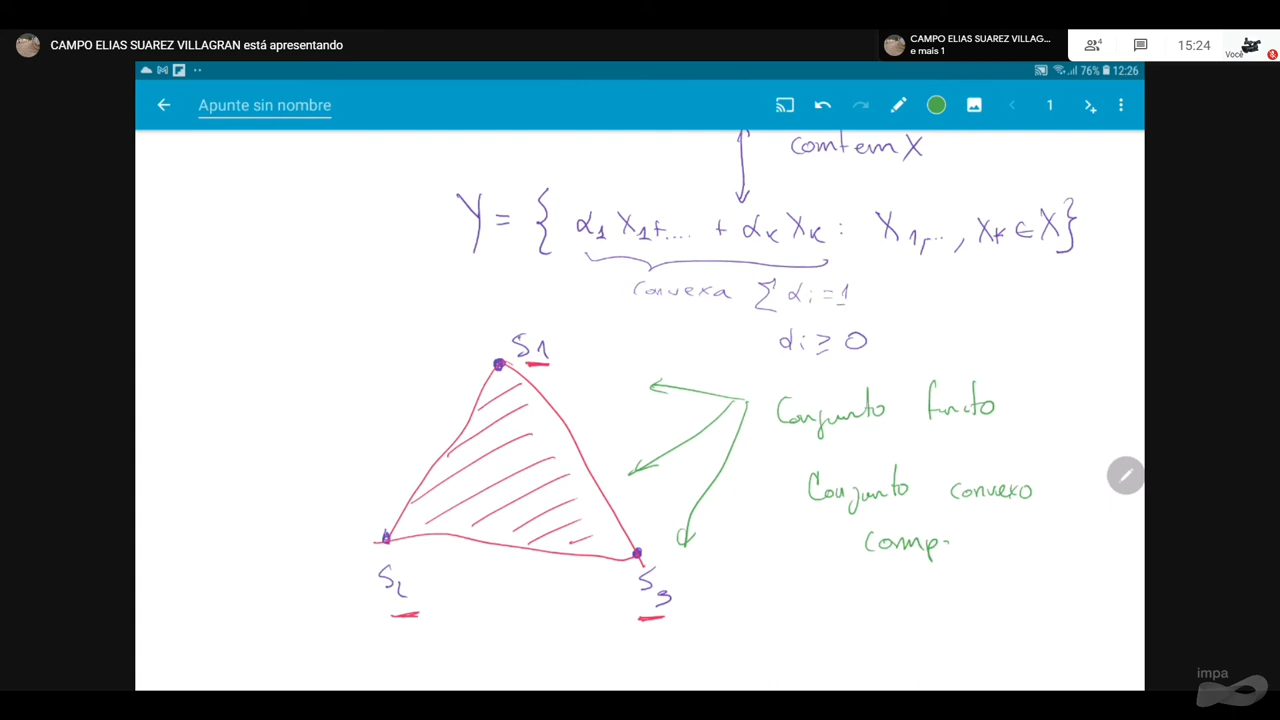 CAMPO ELIAS SUAREZ VILLAGRAN está apresentando
CAMPO ELIAS SUAREZ VILLAG...
e mais 1
4
15:24
Você
76% 12:26
Apunte sin nombre
1
comtem X
Y = { α1 X1 + .... + αk Xk : X1, ..., Xk ∈ X }
convexa Σ αi = 1
αi ≥ 0
S1
Conjunto finito
Conjunto convexo
comp
S2
S3
impa